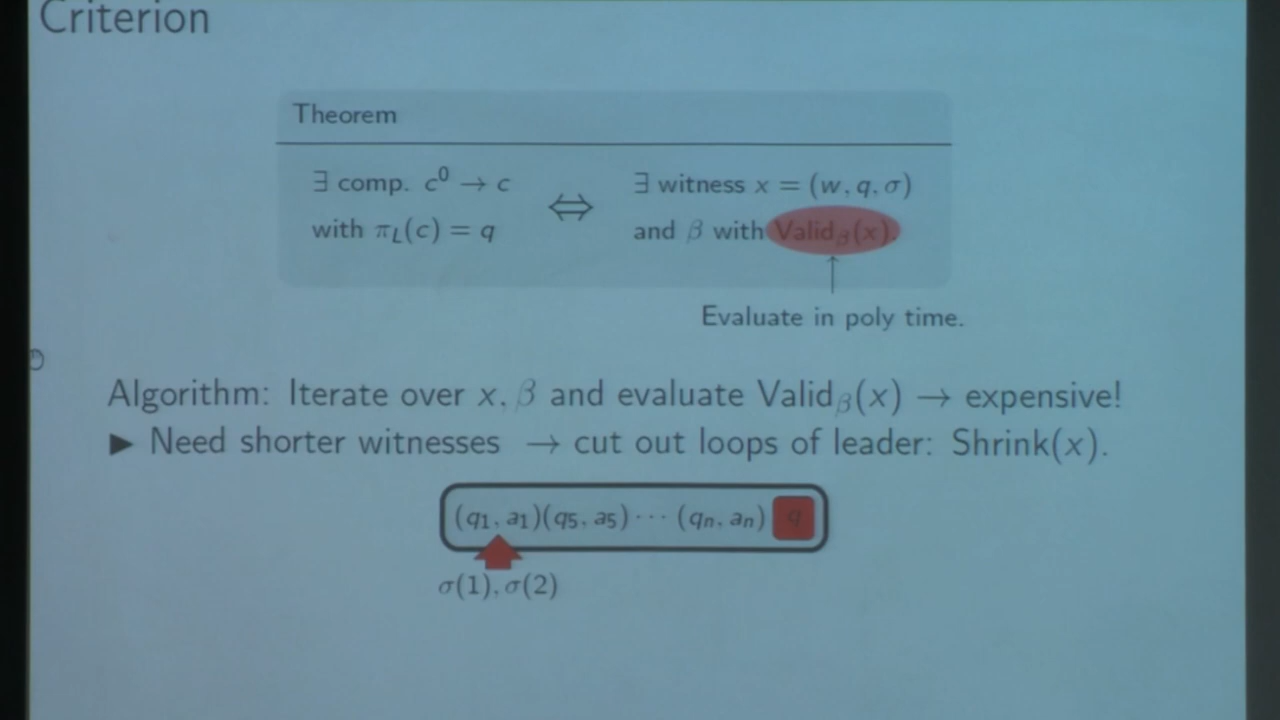 Criterion
Theorem
∃ comp. c⁰ → c
with π_L(c) = q
⇔
∃ witness x = (w, q, σ)
and β with Valid_β(x).
Evaluate in poly time.
Algorithm: Iterate over x, β and evaluate Valid_β(x) → expensive!
▶ Need shorter witnesses → cut out loops of leader: Shrink(x).
(q₁, a₁)(q₅, a₅) ⋯ (qₙ, aₙ) q
σ(1), σ(2)